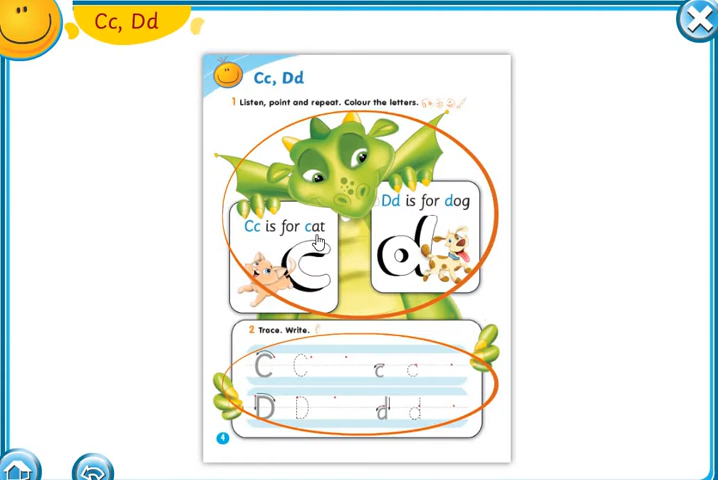 Cc, Dd
Cc, Dd
1 Listen, point and repeat. Colour the letters.
Dd is for dog
Cc is for cat
c
d
2 Trace. Write.
C C c c
D D d d
4